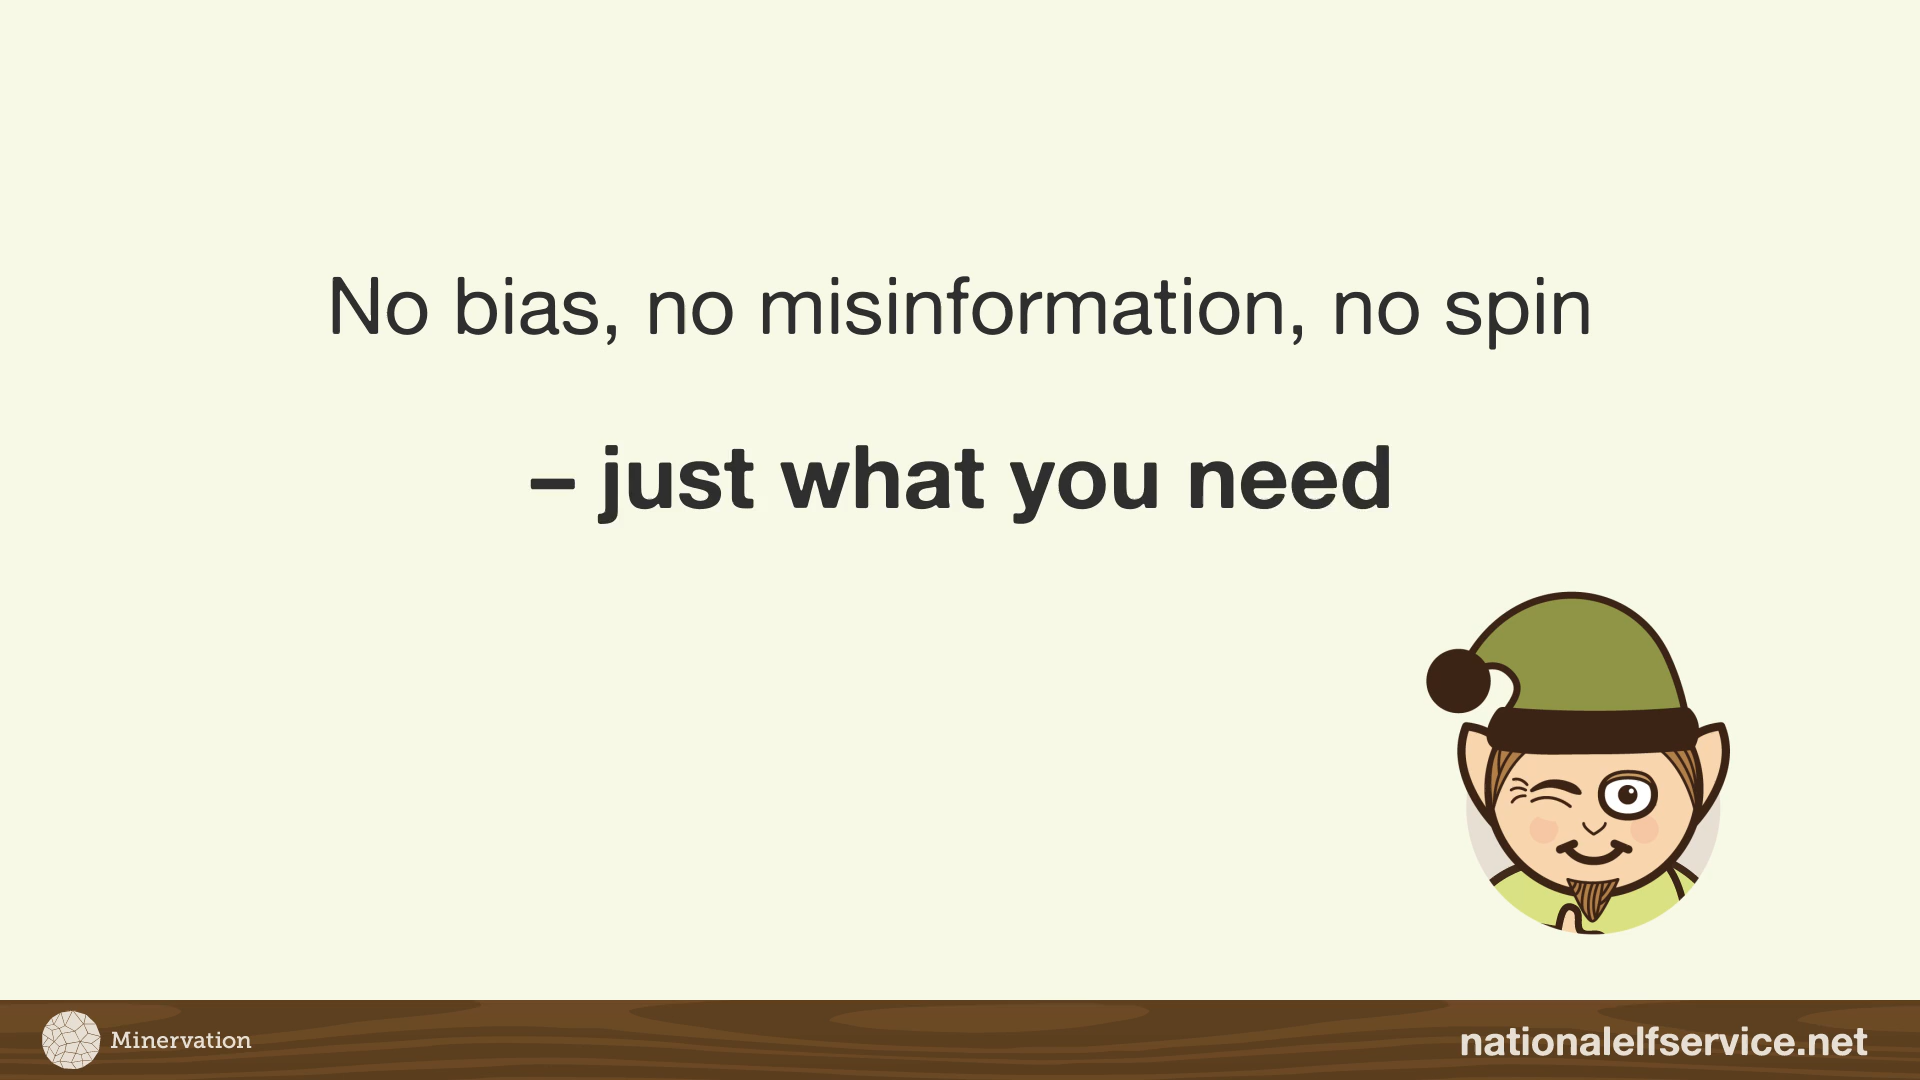 No bias, no misinformation, no spin
– just what you need
Minervation
nationalelfservice.net